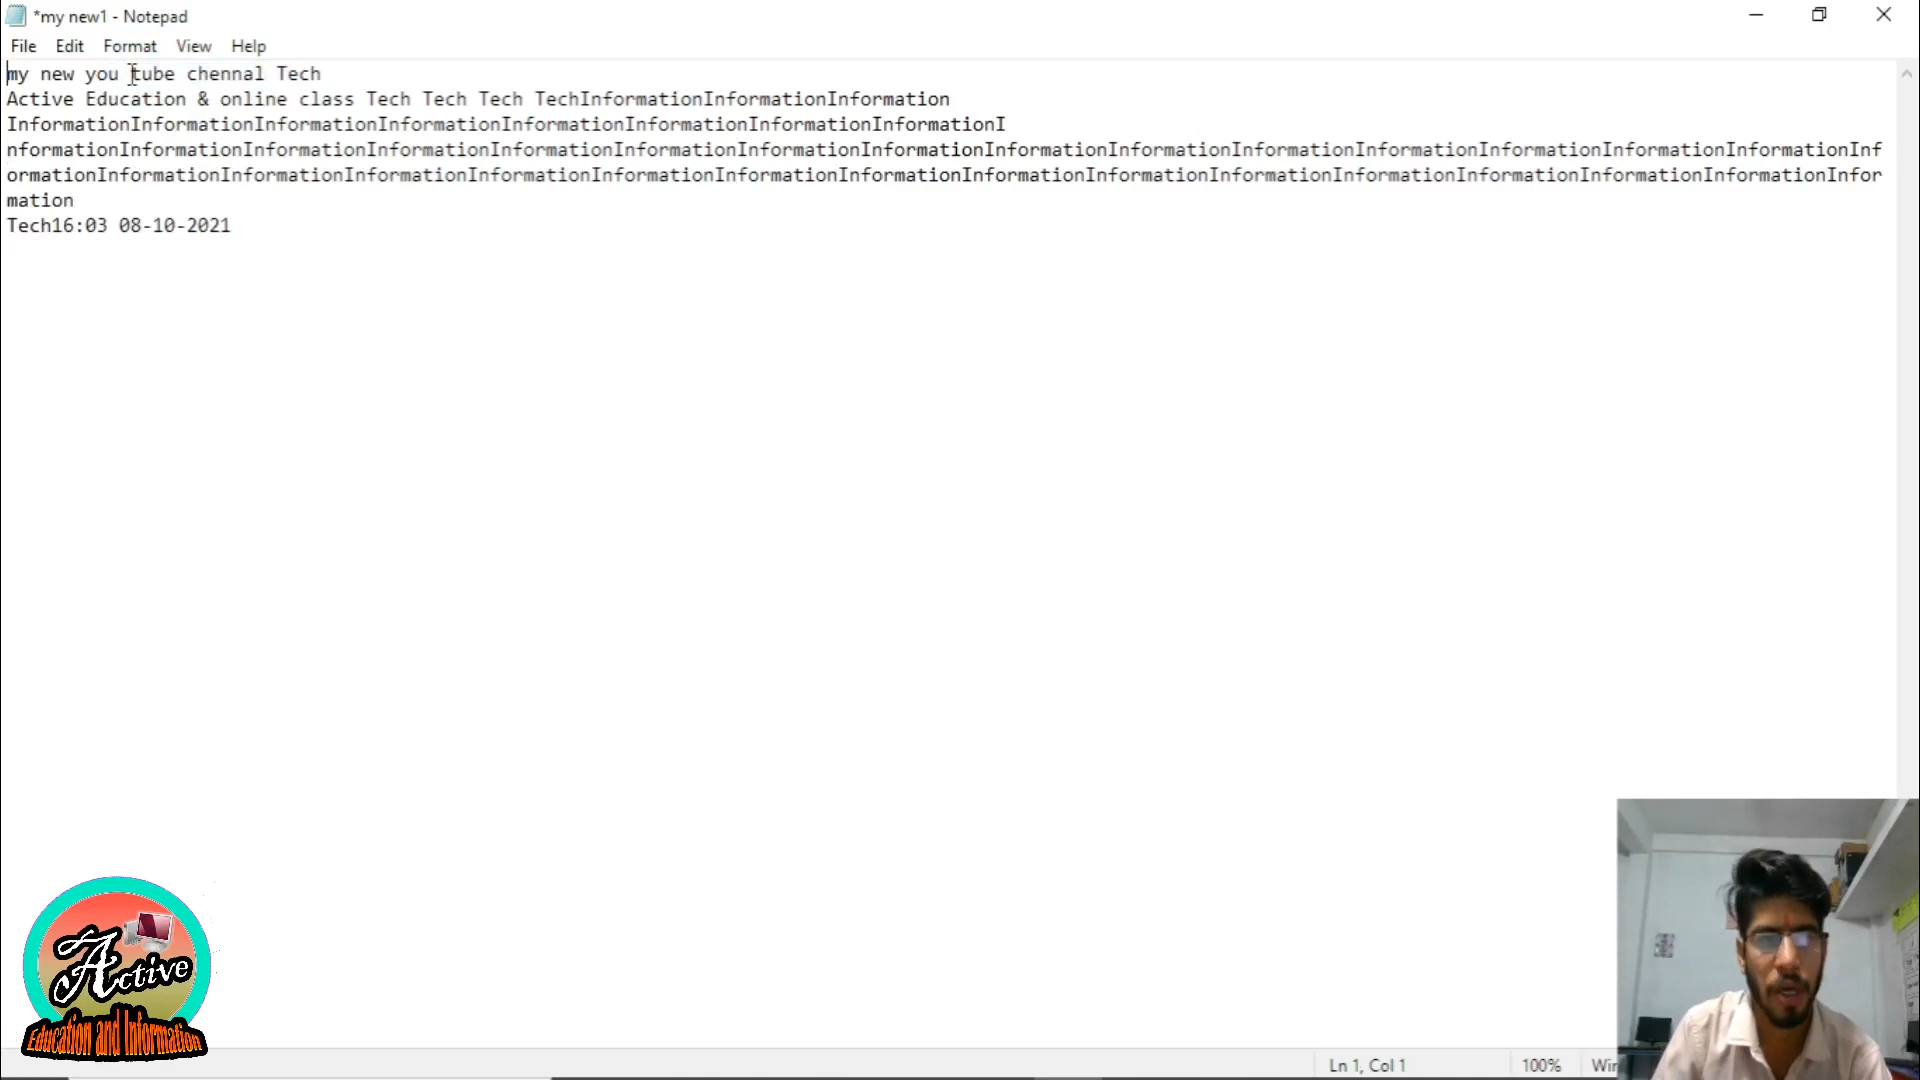 *my new1 - Notepad
File Edit Format View Help
my new you tube chennal Tech
Active Education & online class Tech Tech Tech TechInformationInformationInformation
InformationInformationInformationInformationInformationInformationInformationInformationI
nformationInformationInformationInformationInformationInformationInformationInformationInformationInformationInformationInformationInformationInformationInformationInf
ormationInformationInformationInformationInformationInformationInformationInformationInformationInformationInformationInformationInformationInformationInformationInfor
mation
Tech16:03 08-10-2021
Active
Education and Information
Ln 1, Col 1 100% Win